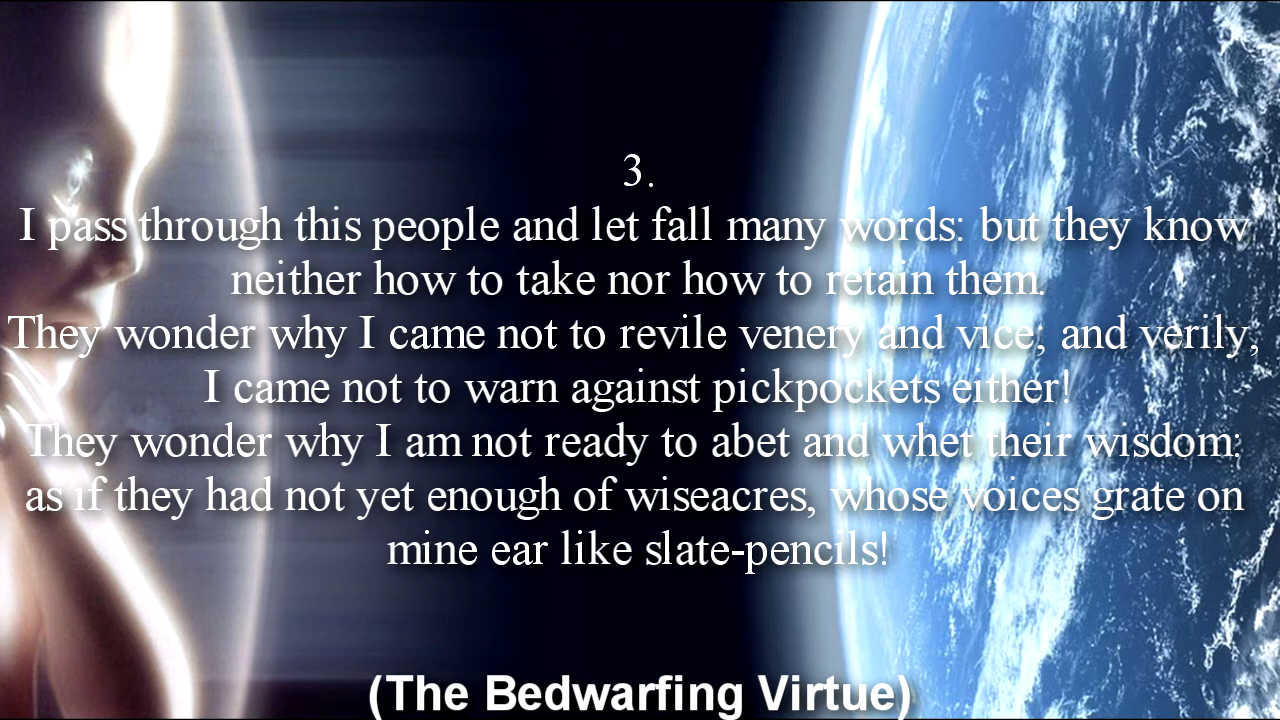 3.
I pass through this people and let fall many words: but they know
neither how to take nor how to retain them.
They wonder why I came not to revile venery and vice; and verily,
I came not to warn against pickpockets either!
They wonder why I am not ready to abet and whet their wisdom:
as if they had not yet enough of wiseacres, whose voices grate on
mine ear like slate-pencils!
(The Bedwarfing Virtue)